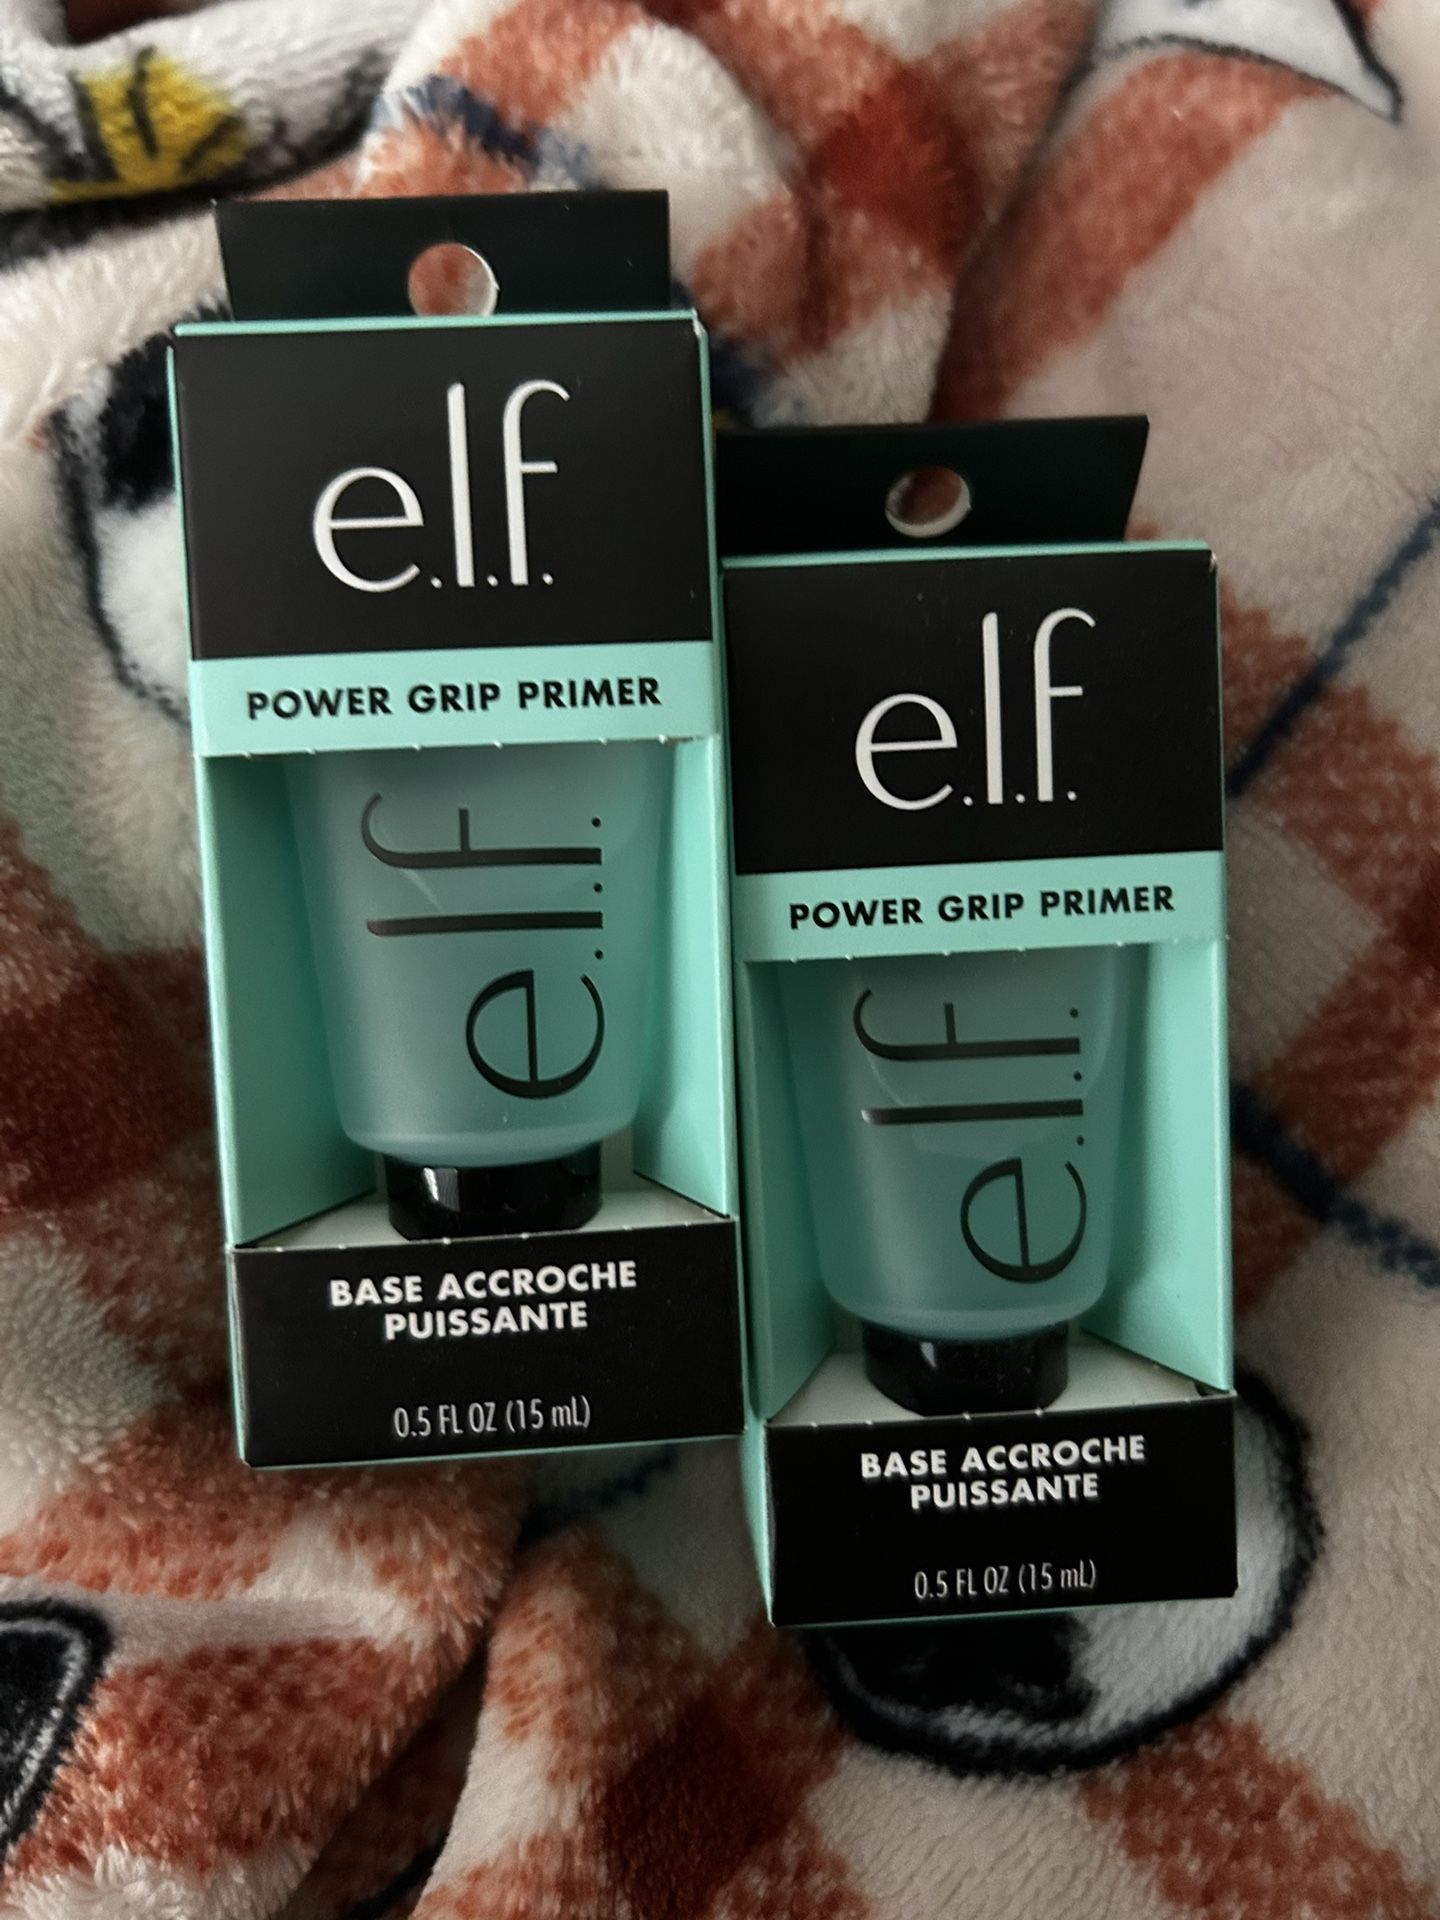 e.l.f.
POWER GRIP PRIMER
e.l.f.
BASE ACCROCHE
PUISSANTE
0.5 FL OZ (15 mL)
e.l.f.
POWER GRIP PRIMER
e.l.f.
BASE ACCROCHE
PUISSANTE
0.5 FL OZ (15 mL)